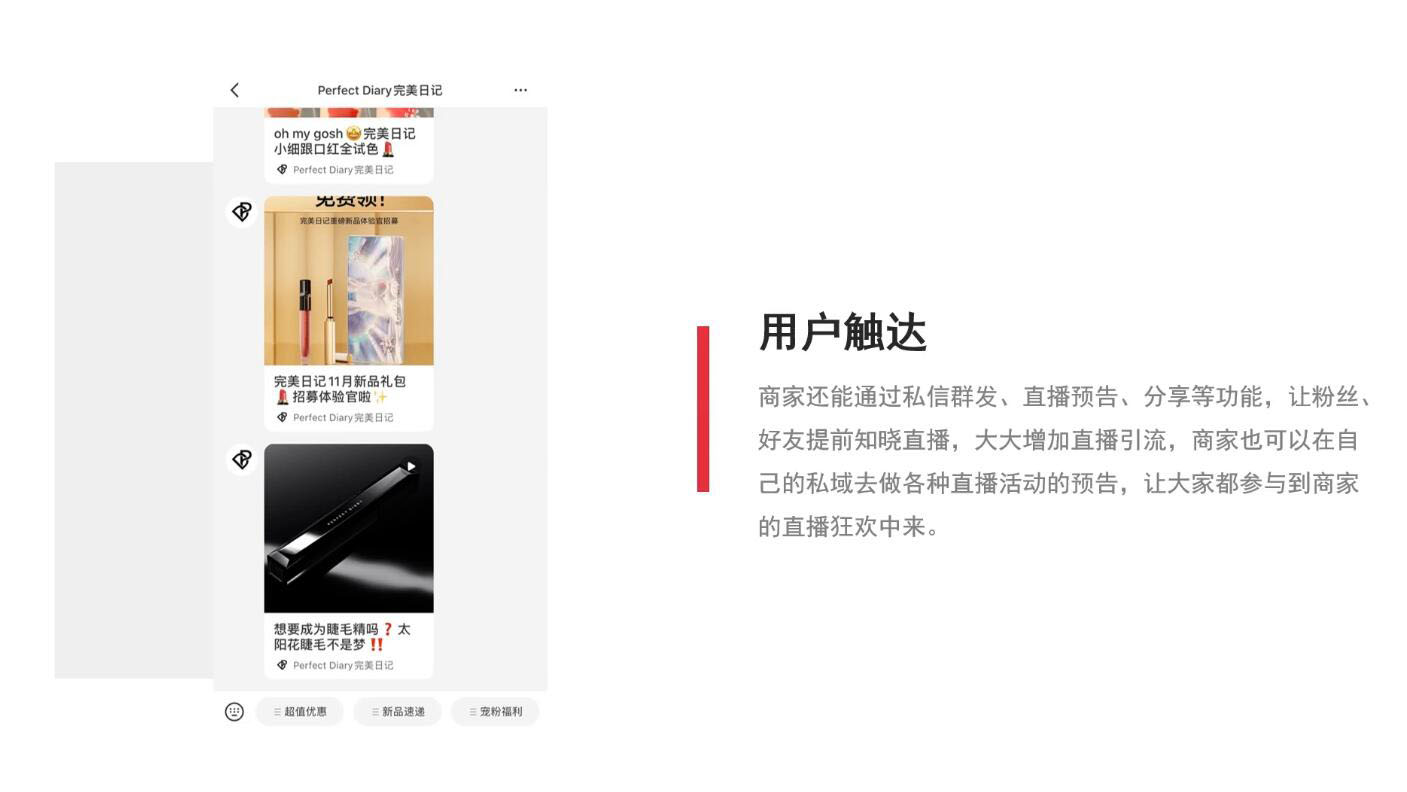 Perfect Diary完美日记
oh my gosh🤩完美日记
小细跟口红全试色💄
Perfect Diary完美日记
免费领!
完美日记重磅新品体验官招募
完美日记11月新品礼包
💄招募体验官啦✨
Perfect Diary完美日记
PERFECT DIARY
想要成为睫毛精吗❓太
阳花睫毛不是梦‼️
Perfect Diary完美日记
超值优惠
新品速递
宠粉福利
用户触达
商家还能通过私信群发、直播预告、分享等功能，让粉丝、
好友提前知晓直播，大大增加直播引流，商家也可以在自
己的私域去做各种直播活动的预告，让大家都参与到商家
的直播狂欢中来。